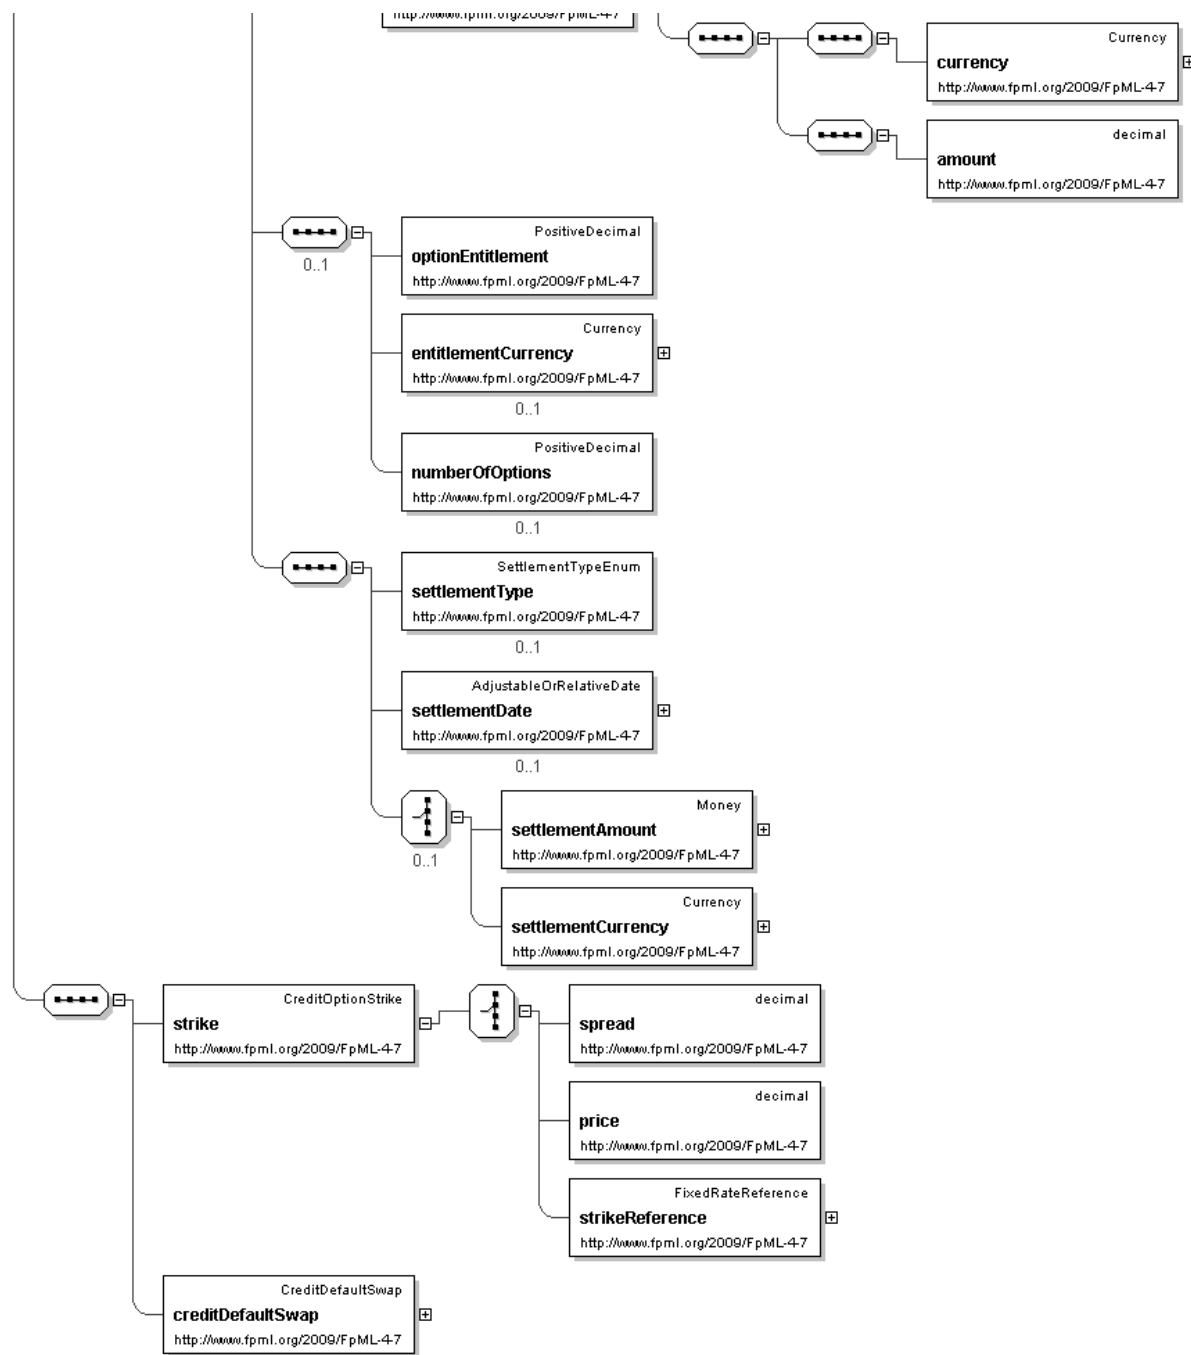 http://www.fpml.org/2009/FpML-4-7
Currency
currency
http://www.fpml.org/2009/FpML-4-7
decimal
amount
http://www.fpml.org/2009/FpML-4-7
PositiveDecimal
optionEntitlement
http://www.fpml.org/2009/FpML-4-7
0..1
Currency
entitlementCurrency
http://www.fpml.org/2009/FpML-4-7
0..1
PositiveDecimal
numberOfOptions
http://www.fpml.org/2009/FpML-4-7
0..1
SettlementTypeEnum
settlementType
http://www.fpml.org/2009/FpML-4-7
0..1
AdjustableOrRelativeDate
settlementDate
http://www.fpml.org/2009/FpML-4-7
0..1
Money
settlementAmount
http://www.fpml.org/2009/FpML-4-7
0..1
Currency
settlementCurrency
http://www.fpml.org/2009/FpML-4-7
CreditOptionStrike
strike
http://www.fpml.org/2009/FpML-4-7
decimal
spread
http://www.fpml.org/2009/FpML-4-7
decimal
price
http://www.fpml.org/2009/FpML-4-7
FixedRateReference
strikeReference
http://www.fpml.org/2009/FpML-4-7
CreditDefaultSwap
creditDefaultSwap
http://www.fpml.org/2009/FpML-4-7